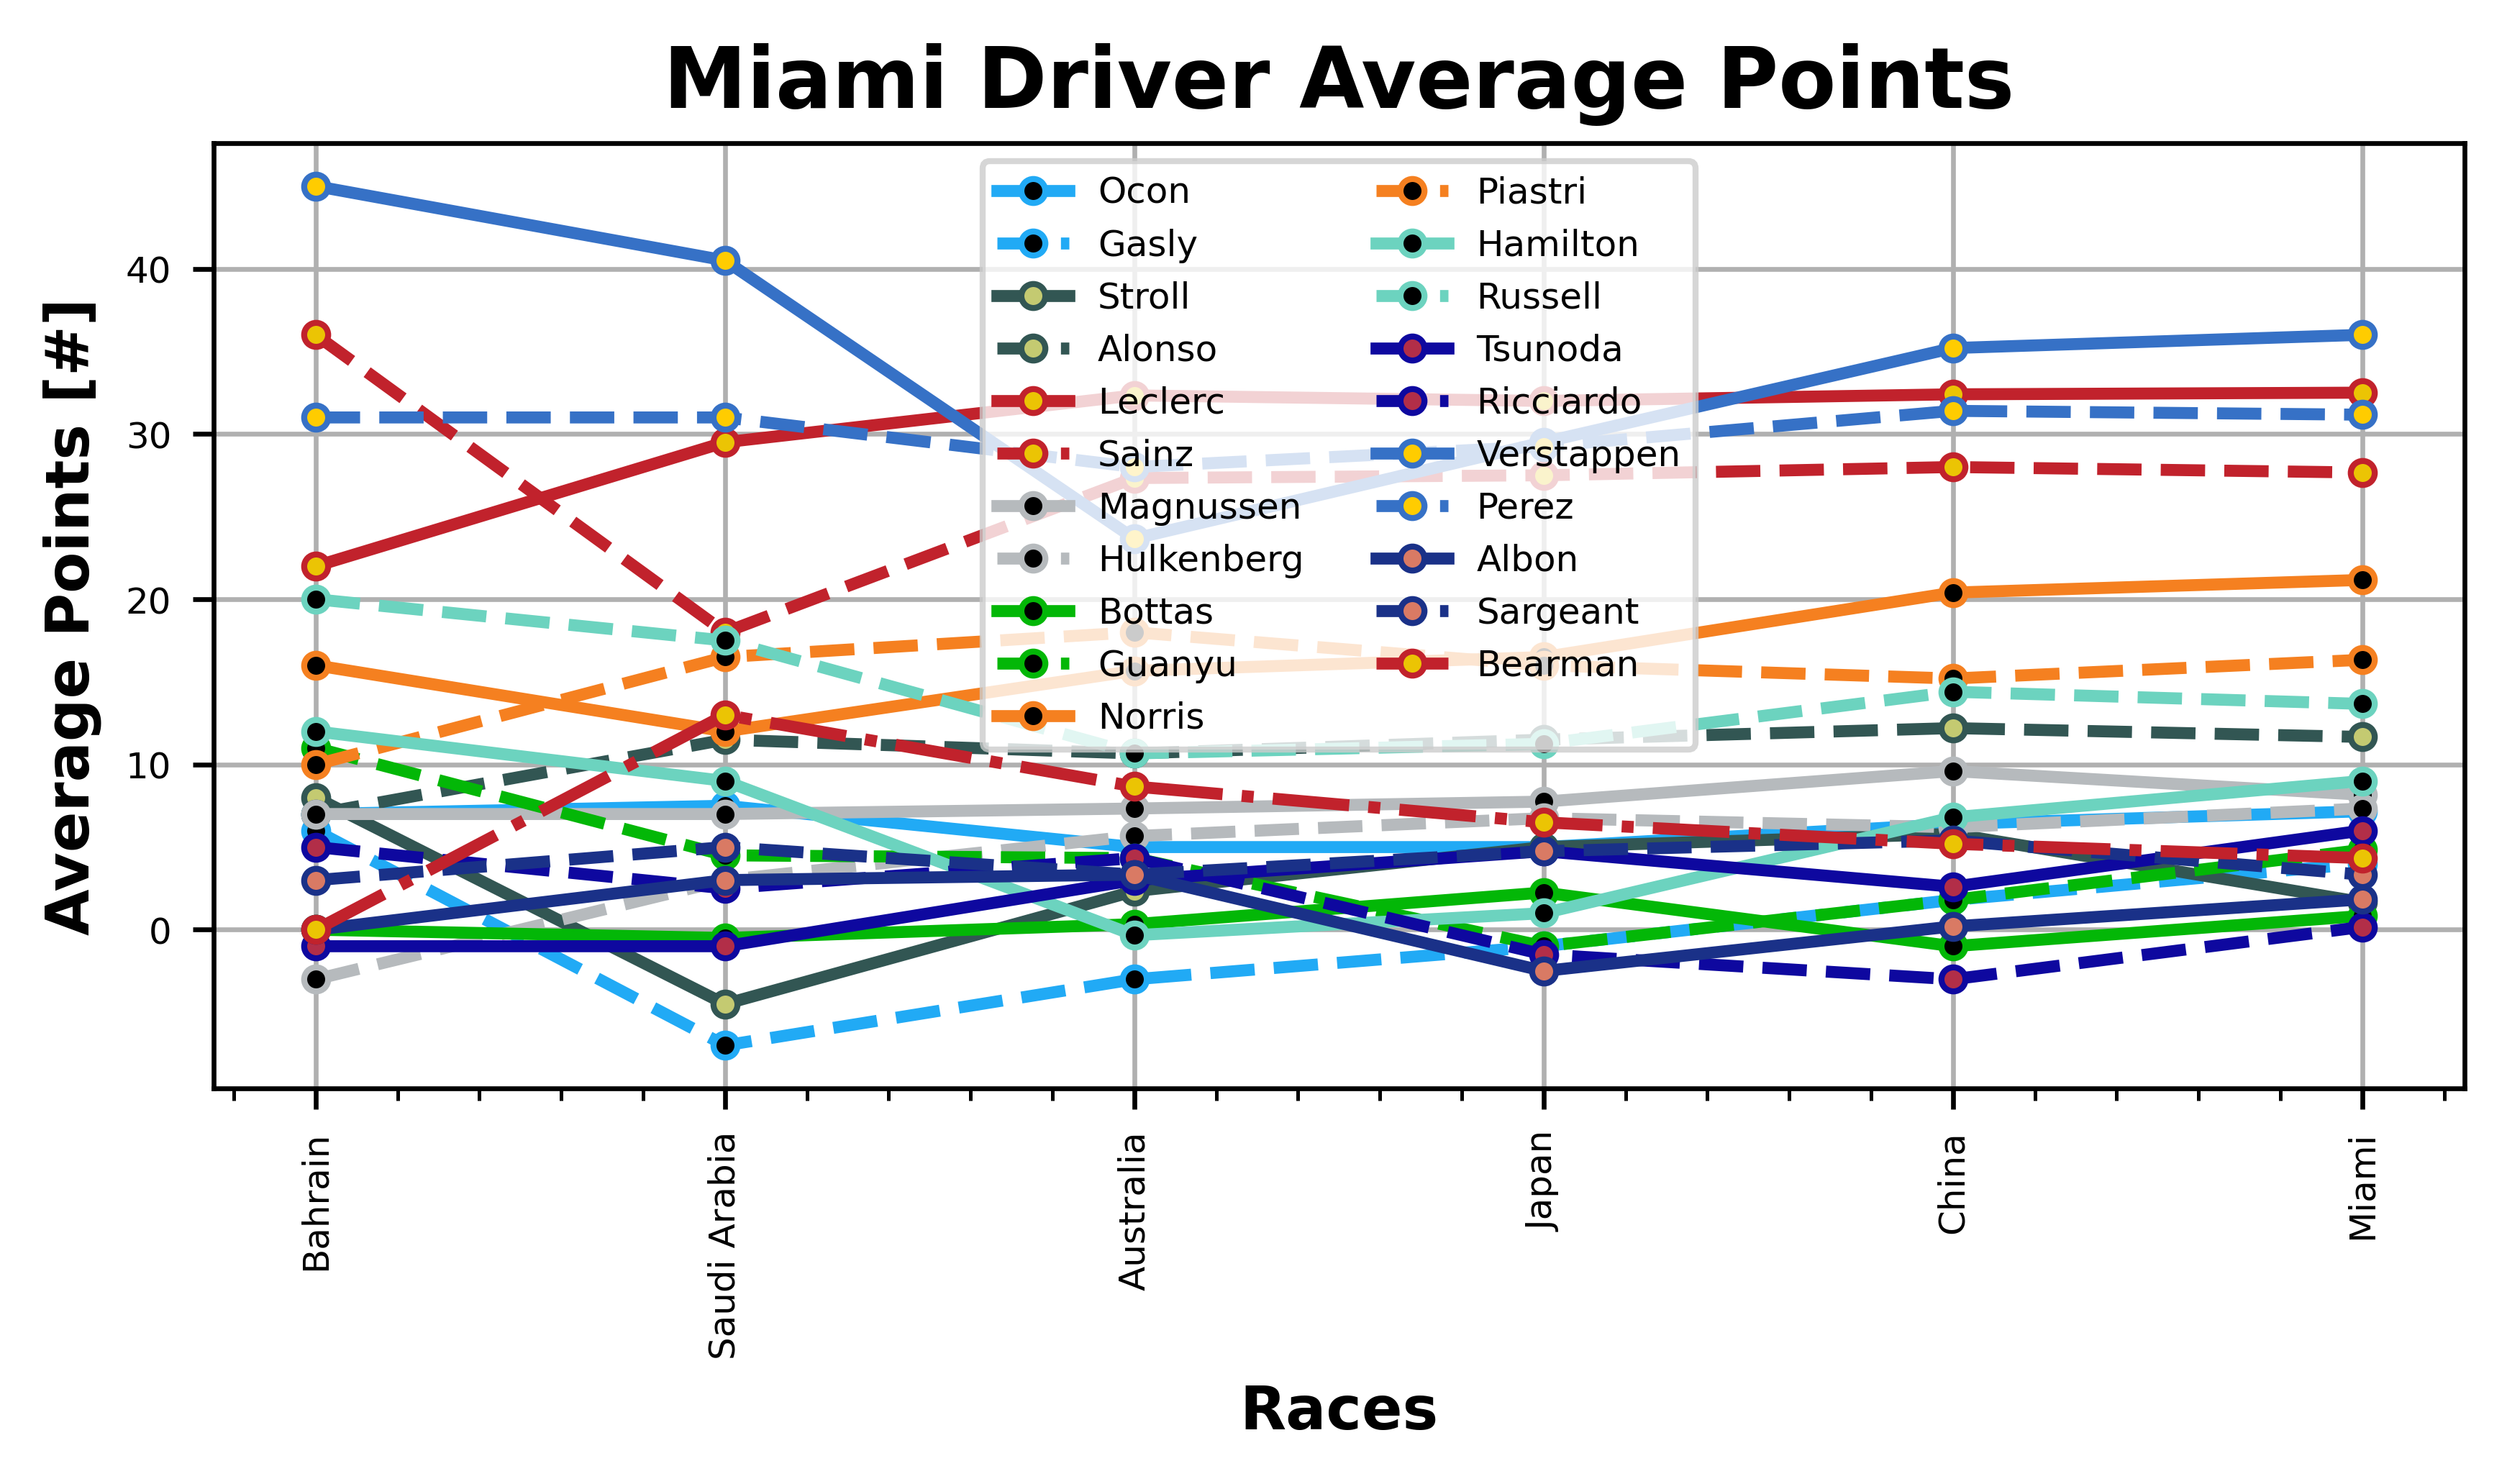 Miami Driver Average Points
Average Points [#]
40
30
20
10
0
Ocon
Gasly
Stroll
Alonso
Leclerc
Sainz
Magnussen
Hulkenberg
Bottas
Guanyu
Norris
Piastri
Hamilton
Russell
Tsunoda
Ricciardo
Verstappen
Perez
Albon
Sargeant
Bearman
Bahrain
Saudi Arabia
Australia
Japan
China
Miami
Races